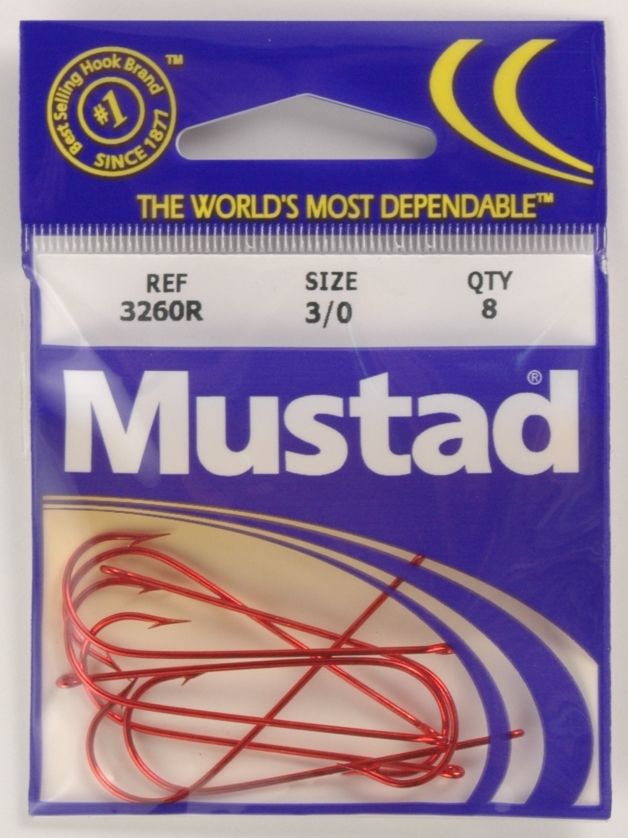 Best Selling Hook Brand
#1
SINCE 1871
™
THE WORLD'S MOST DEPENDABLE™
REF SIZE QTY
3260R 3/0 8
Mustad®